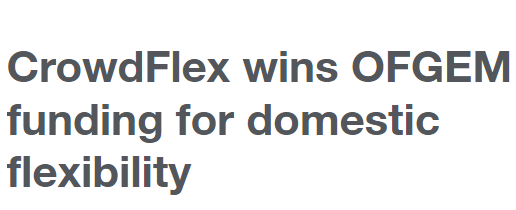 CrowdFlex wins OFGEM
funding for domestic
flexibility